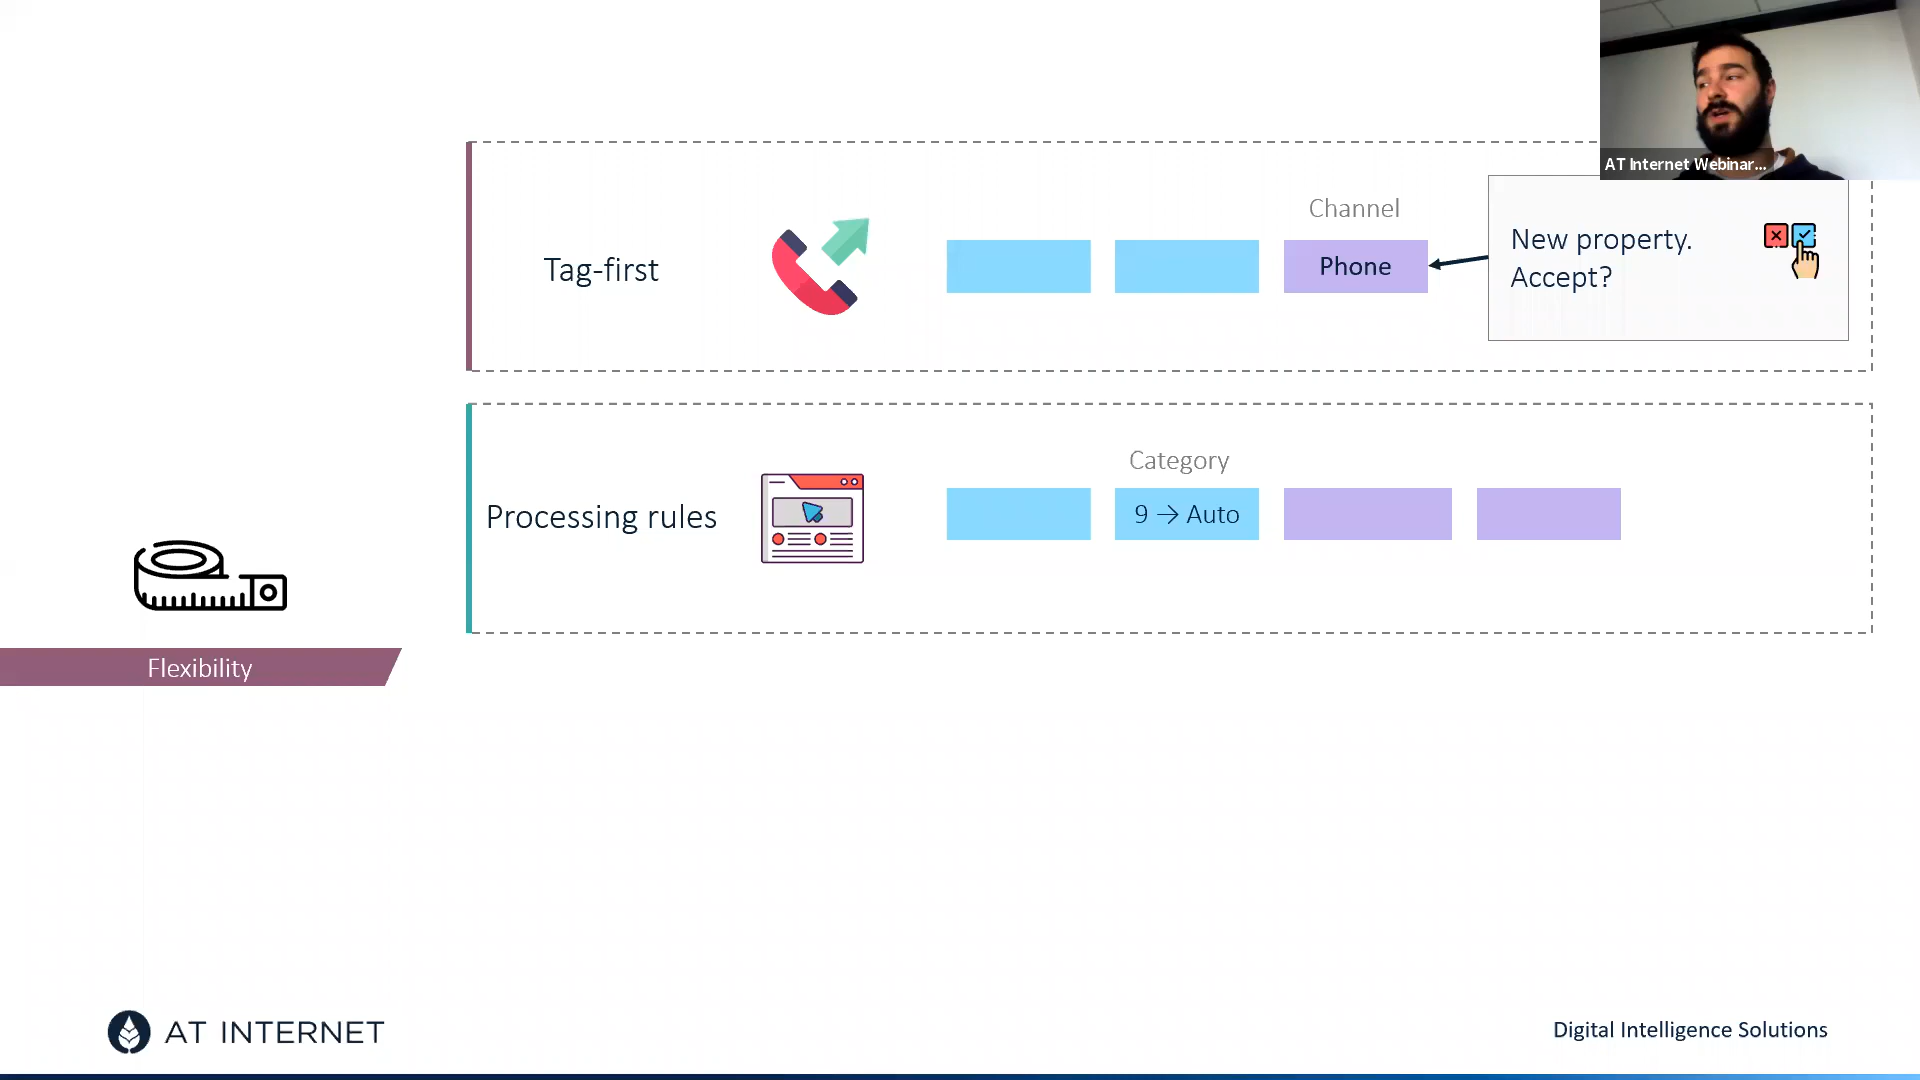 AT Internet Webinar...
Channel
Tag-first
Phone
New property.
Accept?
Category
Processing rules
9 → Auto
Flexibility
AT INTERNET
Digital Intelligence Solutions